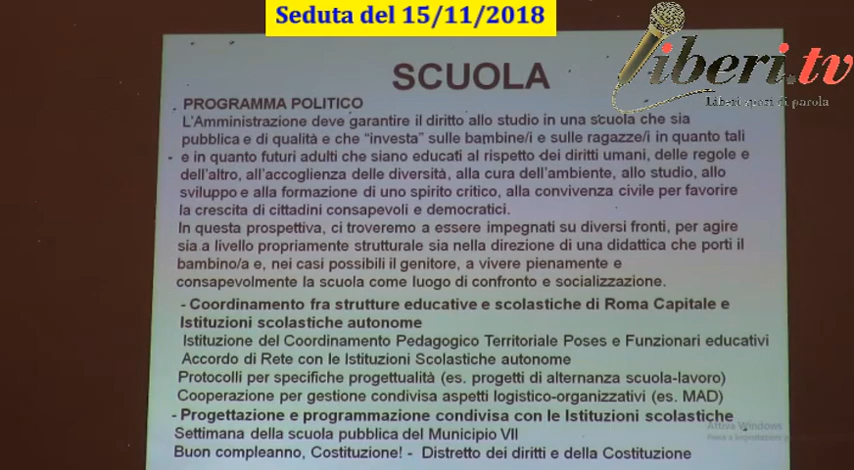 Seduta del 15/11/2018
liberi.tv
Liberi spazi di parola
SCUOLA
PROGRAMMA POLITICO
L'Amministrazione deve garantire il diritto allo studio in una scuola che sia
pubblica e di qualità e che "investa" sulle bambine/i e sulle ragazze/i in quanto tali
e in quanto futuri adulti che siano educati al rispetto dei diritti umani, delle regole e
dell'altro, all'accoglienza delle diversità, alla cura dell'ambiente, allo studio, allo
sviluppo e alla formazione di uno spirito critico, alla convivenza civile per favorire
la crescita di cittadini consapevoli e democratici.
In questa prospettiva, ci troveremo a essere impegnati su diversi fronti, per agire
sia a livello propriamente strutturale sia nella direzione di una didattica che porti il
bambino/a e, nei casi possibili il genitore, a vivere pienamente e
consapevolmente la scuola come luogo di confronto e socializzazione.
- Coordinamento fra strutture educative e scolastiche di Roma Capitale e
Istituzioni scolastiche autonome
Istituzione del Coordinamento Pedagogico Territoriale Poses e Funzionari educativi
Accordo di Rete con le Istituzioni Scolastiche autonome
Protocolli per specifiche progettualità (es. progetti di alternanza scuola-lavoro)
Cooperazione per gestione condivisa aspetti logistico-organizzativi (es. MAD)
- Progettazione e programmazione condivisa con le Istituzioni scolastiche
Settimana della scuola pubblica del Municipio VII
Buon compleanno, Costituzione! - Distretto dei diritti e della Costituzione
Attiva Windows